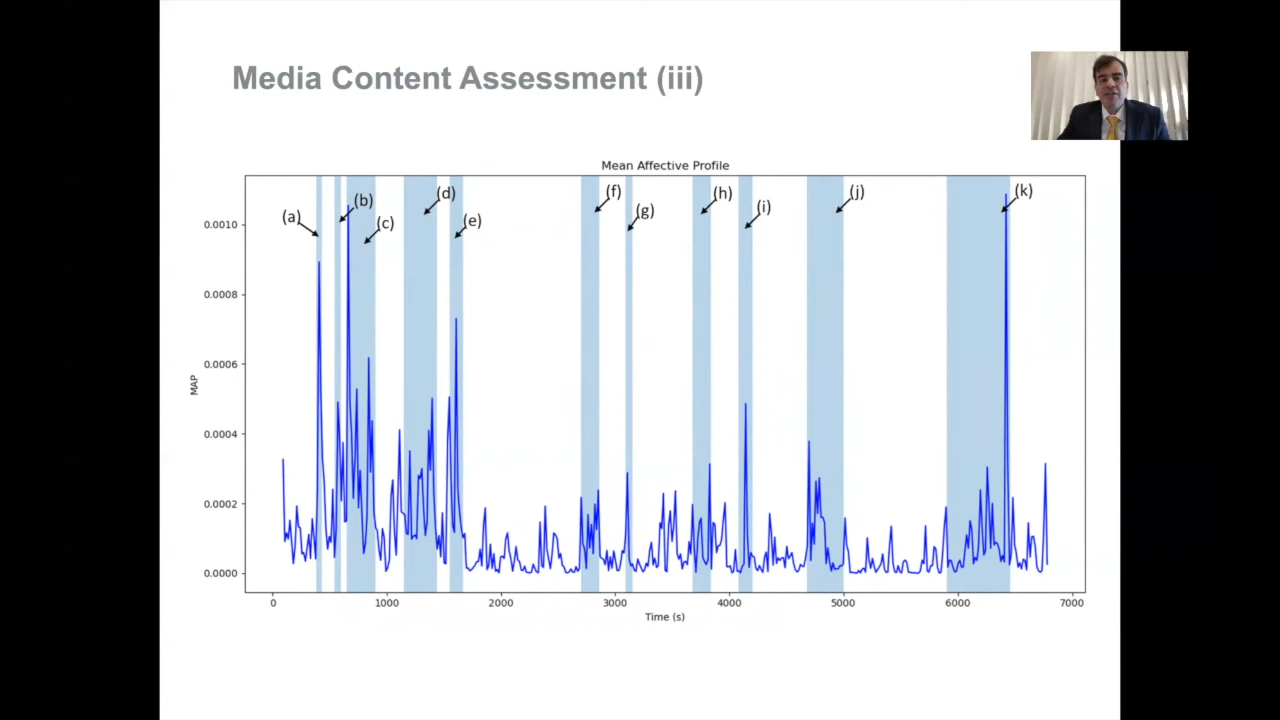 Media Content Assessment (iii)
Mean Affective Profile
(a)
(b)
(c)
(d)
(e)
(f)
(g)
(h)
(i)
(j)
(k)
0.0010
0.0008
0.0006
0.0004
0.0002
0.0000
MAP
0 1000 2000 3000 4000 5000 6000 7000
Time (s)